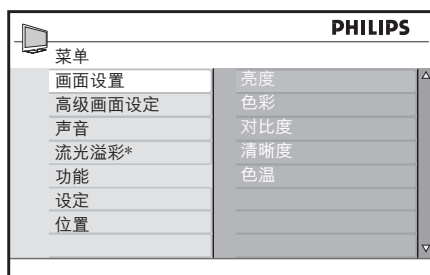 PHILIPS
菜单
画面设置
高级画面设定
声音
流光溢彩*
功能
设定
位置
亮度
色彩
对比度
清晰度
色温